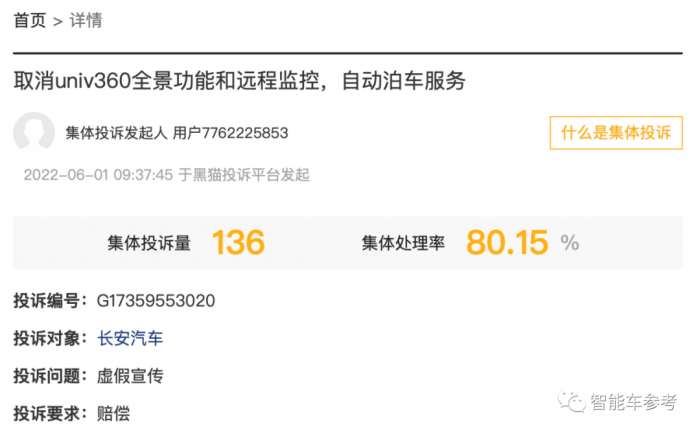 首页 > 详情
取消univ360全景功能和远程监控，自动泊车服务
集体投诉发起人 用户7762225853
什么是集体投诉
2022-06-01 09:37:45 于黑猫投诉平台发起
集体投诉量 136 集体处理率 80.15 %
投诉编号：G17359553020
投诉对象：长安汽车
投诉问题：虚假宣传
投诉要求：赔偿
智能车参考